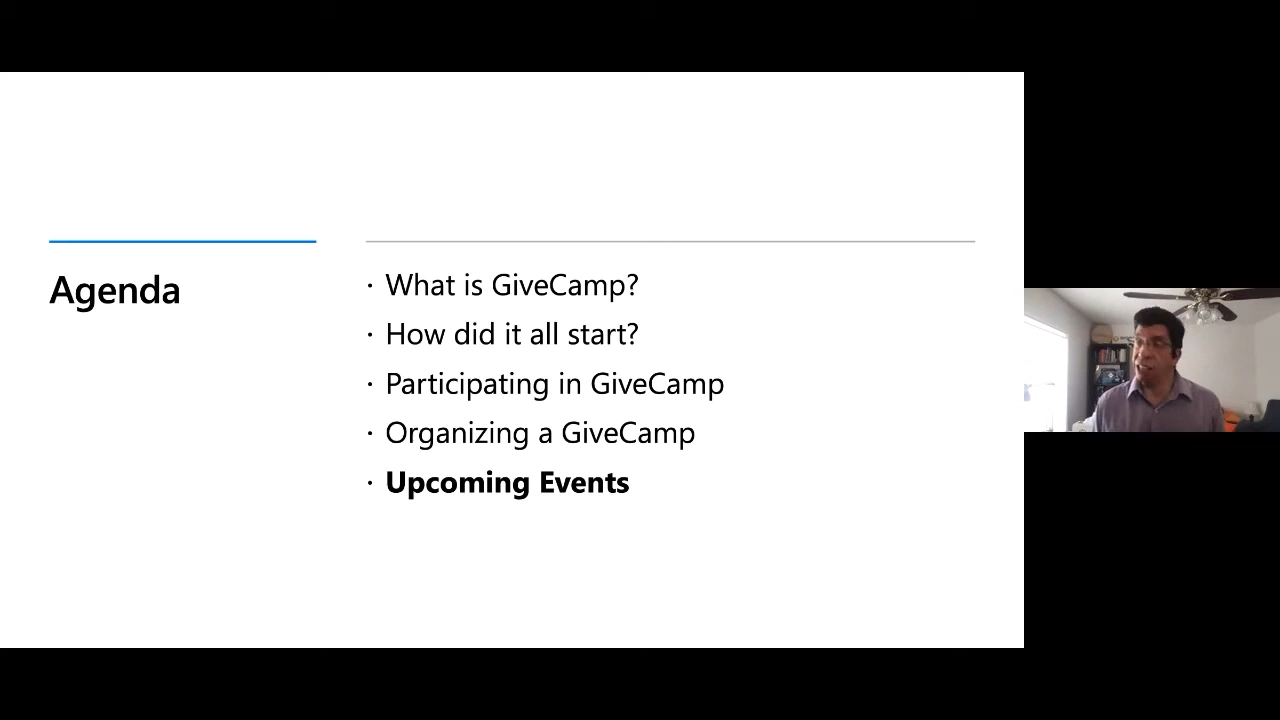 Agenda
· What is GiveCamp?
· How did it all start?
· Participating in GiveCamp
· Organizing a GiveCamp
· Upcoming Events